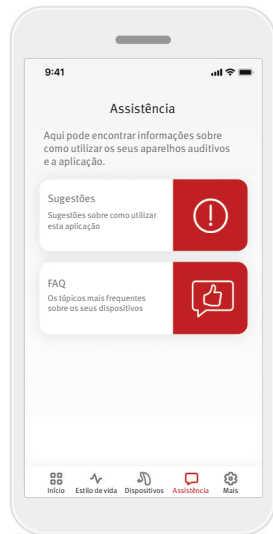 9:41
Assistência
Aqui pode encontrar informações sobre
como utilizar os seus aparelhos auditivos
e a aplicação.
Sugestões
Sugestões sobre como utilizar
esta aplicação
FAQ
Os tópicos mais frequentes
sobre os seus dispositivos
Início Estilo de vida Dispositivos Assistência Mais